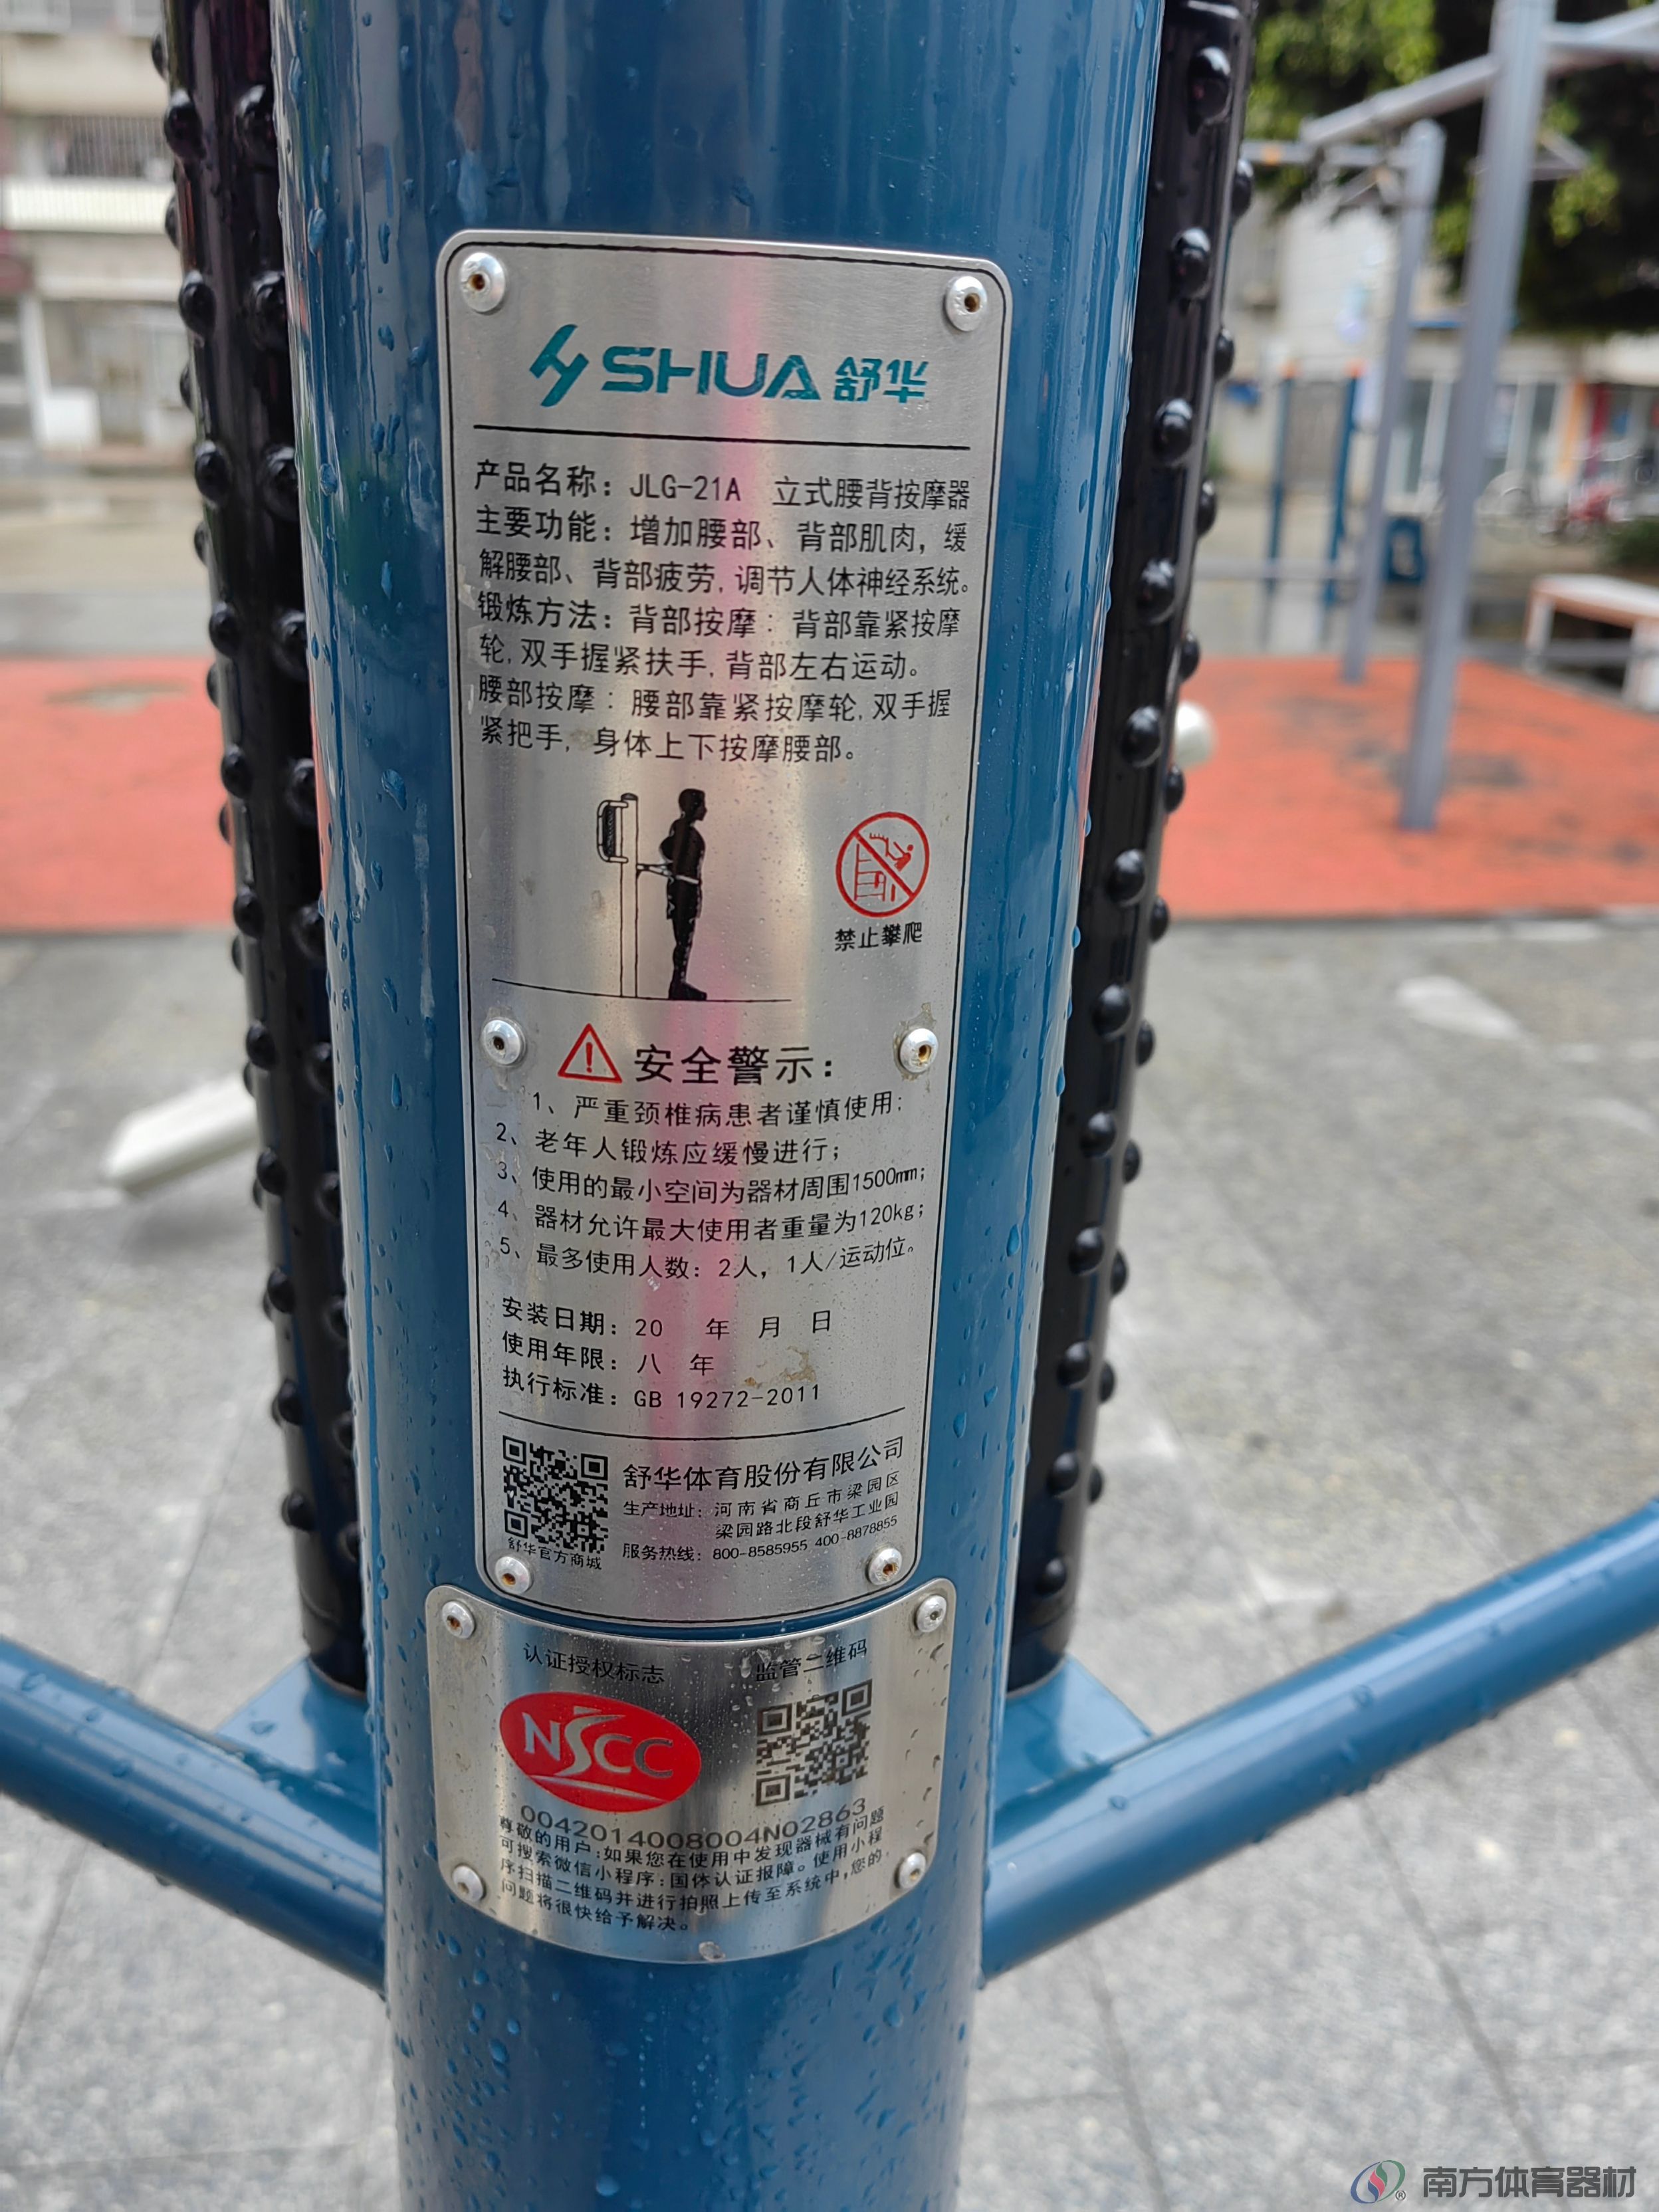 SHUA 舒华
产品名称：JLG-21A 立式腰背按摩器
主要功能：增加腰部、背部肌肉，缓
解腰部、背部疲劳,调节人体神经系统。
锻炼方法：背部按摩：背部靠紧按摩
轮,双手握紧扶手,背部左右运动。
腰部按摩：腰部靠紧按摩轮,双手握
紧把手，身体上下按摩腰部。
禁止攀爬
安全警示：
1、严重颈椎病患者谨慎使用；
2、老年人锻炼应缓慢进行；
3、使用的最小空间为器材周围1500mm；
4、器材允许最大使用者重量为120kg；
5、最多使用人数：2人，1人/运动位。
安装日期：20 年 月 日
使用年限：八 年
执行标准：GB 19272-2011
舒华体育股份有限公司
生产地址：河南省商丘市梁园区
梁园路北段舒华工业园
服务热线：800-8585955 400-8878855
舒华官方商城
认证授权标志 监管二维码
NSCC
0042014008004N02863
尊敬的用户:如果您在使用中发现器械有问题
可搜索微信小程序:国体认证报障。使用小程
序扫描二维码并进行拍照上传至系统中,您的
问题将很快给予解决。
南方体育器材